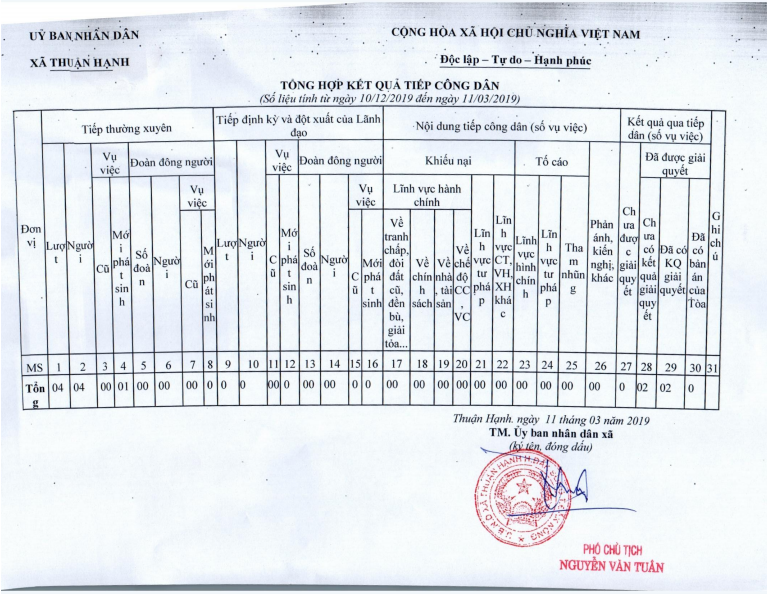 UỶ BAN NHÂN DÂN
CỘNG HÒA XÃ HỘI CHỦ NGHĨA VIỆT NAM
XÃ THUẬN HẠNH
Độc lập – Tự do – Hạnh phúc
TỔNG HỢP KẾT QUẢ TIẾP CÔNG DÂN
(Số liệu tính từ ngày 10/12/2019 đến ngày 11/03/2019)
Đơn vị
Tiếp thường xuyên
Tiếp định kỳ và đột xuất của Lãnh đạo
Nội dung tiếp công dân (số vụ việc)
Kết quả qua tiếp dân (số vụ việc)
Ghi chú
Lượt
Người
Vụ việc
Đoàn đông người
Lượt
Người
Vụ việc
Đoàn đông người
Khiếu nại
Tố cáo
Phản ánh, kiến nghị, khác
Chưa được giải quyết
Đã được giải quyết
Cũ
Mới phát sinh
Số đoàn
Người
Vụ việc
Cũ
Mới phát sinh
Cũ
Mới phát sinh
Số đoàn
Người
Vụ việc
Cũ
Mới phát sinh
Lĩnh vực hành chính
Về tranh chấp, đòi đất cũ, đền bù, giải tỏa...
Về chính sách
Về nhà, tài sản
Về chế độ CC, VC
Lĩnh vực tư pháp
Lĩnh vực CT, VH, XH khác
Lĩnh vực hình chính
Lĩnh vực tư pháp
Tham nhũng
Chưa có kết quả giải quyết
Đã có KQ giải quyết
Đã có bản án của Tòa
MS 1 2 3 4 5 6 7 8 9 10 11 12 13 14 15 16 17 18 19 20 21 22 23 24 25 26 27 28 29 30 31
Tổng 04 04 00 01 00 00 00 0 0 0 00 0 00 00 0 0 00 00 00 00 00 00 00 00 00 00 0 02 02 0
Thuận Hạnh. ngày 11 tháng 03 năm 2019
TM. Ủy ban nhân dân xã
(ký tên, đóng dấu)
PHÓ CHỦ TỊCH
NGUYỄN VĂN TUẤN